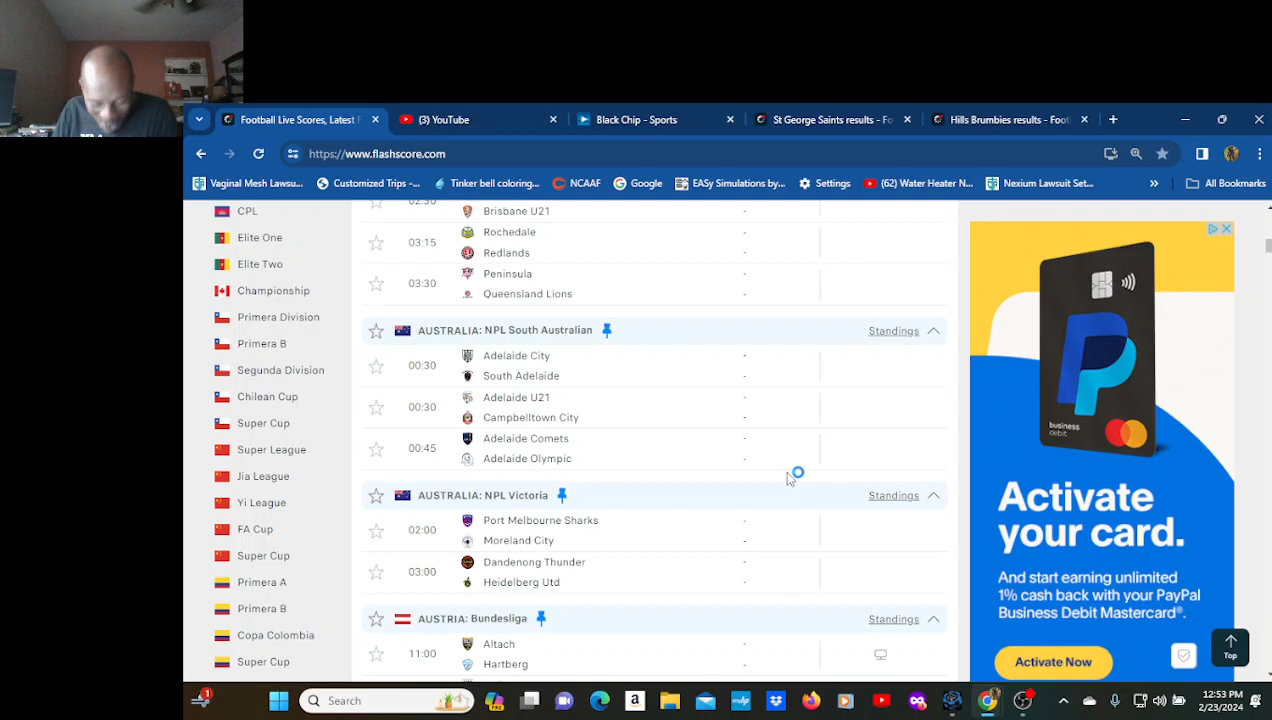 Football Live Scores, Latest F
(3) YouTube
Black Chip - Sports
St George Saints results - Fo
Hills Brumbies results - Foot
https://www.flashscore.com
Vaginal Mesh Lawsu...
Customized Trips -...
Tinker bell coloring...
NCAAF
Google
EASy Simulations by...
Settings
(62) Water Heater N...
Nexium Lawsuit Set...
»
All Bookmarks
CPL
Elite One
Elite Two
Championship
Primera Division
Primera B
Segunda Division
Chilean Cup
Super Cup
Super League
Jia League
Yi League
FA Cup
Super Cup
Primera A
Primera B
Copa Colombia
Super Cup
02:30
Brisbane U21 -
03:15
Rochedale -
Redlands -
03:30
Peninsula -
Queensland Lions -
AUSTRALIA: NPL South Australian Standings
00:30
Adelaide City -
South Adelaide -
00:30
Adelaide U21 -
Campbelltown City -
00:45
Adelaide Comets -
Adelaide Olympic -
AUSTRALIA: NPL Victoria Standings
02:00
Port Melbourne Sharks -
Moreland City -
03:00
Dandenong Thunder -
Heidelberg Utd -
AUSTRIA: Bundesliga Standings
11:00
Altach -
Hartberg -
business
debit
Activate
your card.
And start earning unlimited
1% cash back with your PayPal
Business Debit Mastercard®.
Activate Now
Top
1
Search
PRE
12:53 PM
2/23/2024